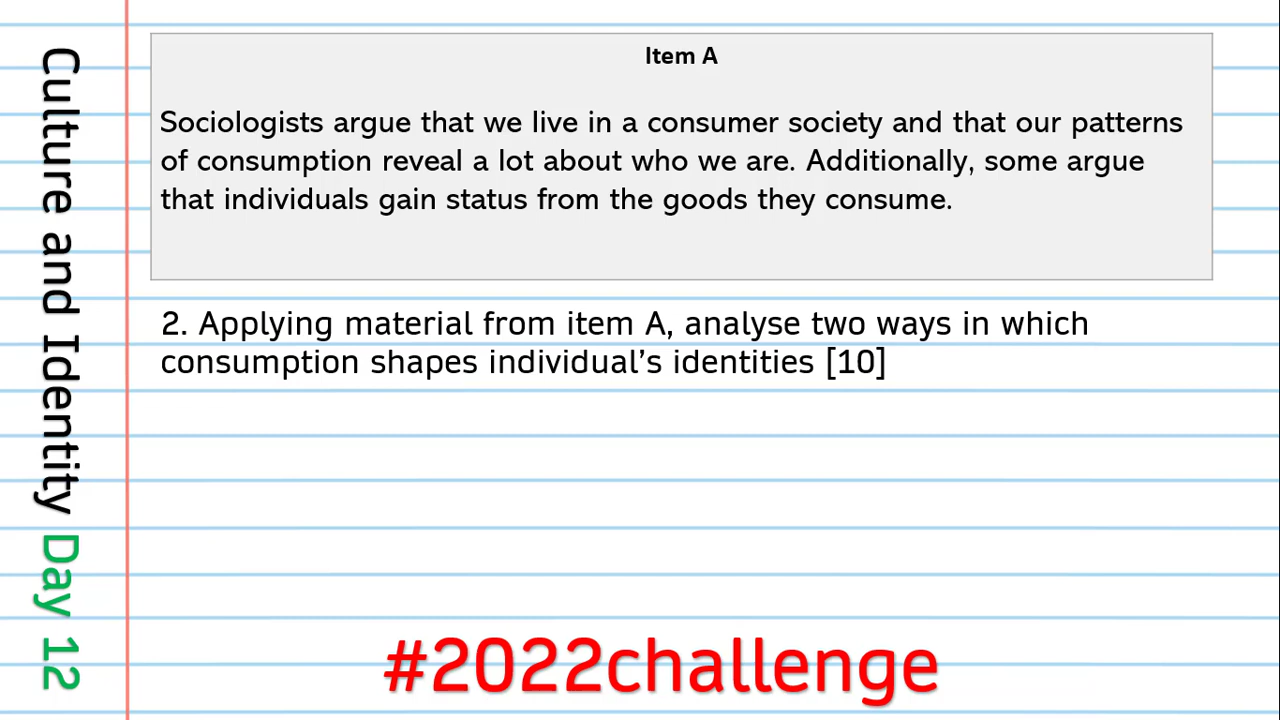 Culture and Identity Day 12
Item A
Sociologists argue that we live in a consumer society and that our patterns
of consumption reveal a lot about who we are. Additionally, some argue
that individuals gain status from the goods they consume.
2. Applying material from item A, analyse two ways in which
consumption shapes individual’s identities [10]
#2022challenge